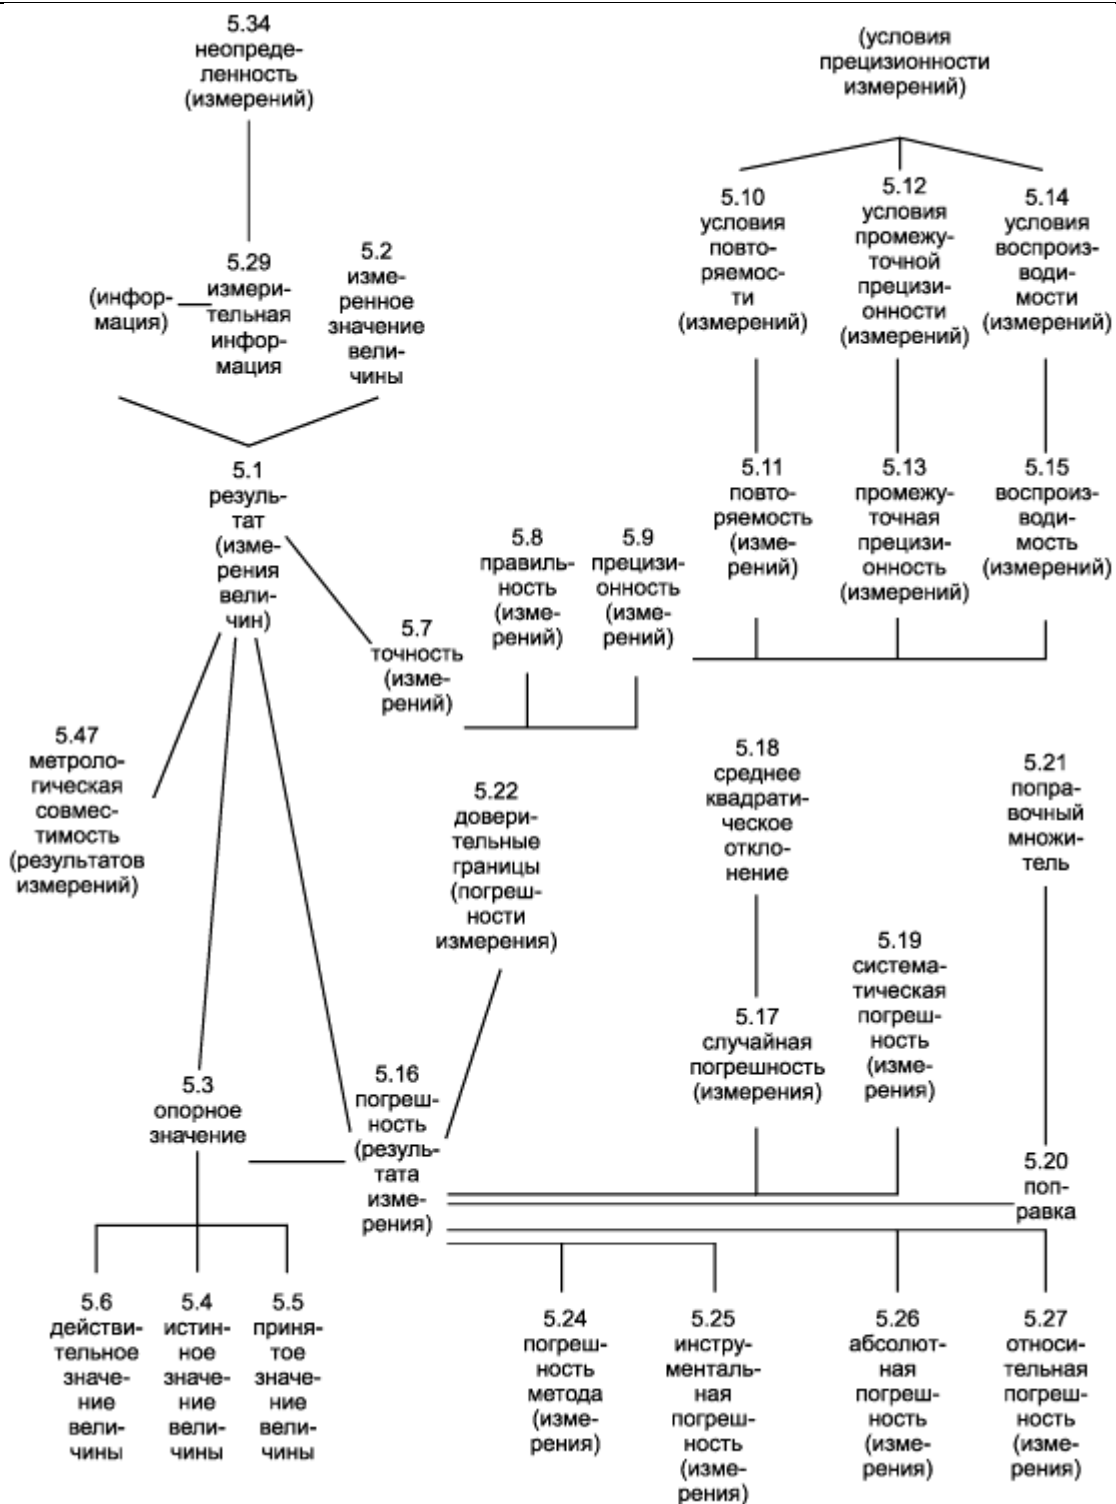 5.34
неопреде-
ленность
(измерений)
(условия
прецизионности
измерений)
5.10
условия
повто-
ряемос-
ти
(измерений)
5.12
условия
промежу-
точной
прецизи-
онности
(измерений)
5.14
условия
воспроиз-
водi-
мости
(измерений)
(инфор-
мация)
5.29
измери-
тельная
инфор-
мация
5.2
изме-
ренное
значение
вели-
чины
5.1
резуль-
тат
(изме-
рения
вели-
чин)
5.11
повто-
ряемость
(изме-
рений)
5.13
промежу-
точная
прецизи-
онность
(измерений)
5.15
воспроиз-
води-
мость
(измерений)
5.8
правиль-
ность
(изме-
рений)
5.9
прецизи-
онность
(изме-
рений)
5.7
точность
(изме-
рений)
5.47
метроло-
гическая
совмес-
тимость
(результатов
измерений)
5.22
довери-
тельные
границы
(погреш-
ности
измерения)
5.18
среднее
квадрати-
ческое
откло-
нение
5.21
попра-
вочный
множи-
тель
5.19
система-
тическая
погреш-
ность
(изме-
рения)
5.17
случайная
погрешность
(измерения)
5.3
опорное
значение
5.16
погреш-
ность
(резуль-
тата
изме-
рения)
5.20
поп-
равка
5.6
действи-
тельное
значе-
ние
вели-
чины
5.4
истин-
ное
значе-
ние
вели-
чины
5.5
приня-
тое
значе-
ние
вели-
чины
5.24
погреш-
ность
метода
(изме-
рения)
5.25
инстру-
менталь-
ная
погреш-
ность
(изме-
рения)
5.26
абсолют-
ная
погреш-
ность
(изме-
рения)
5.27
относи-
тельная
погреш-
ность
(изме-
рения)